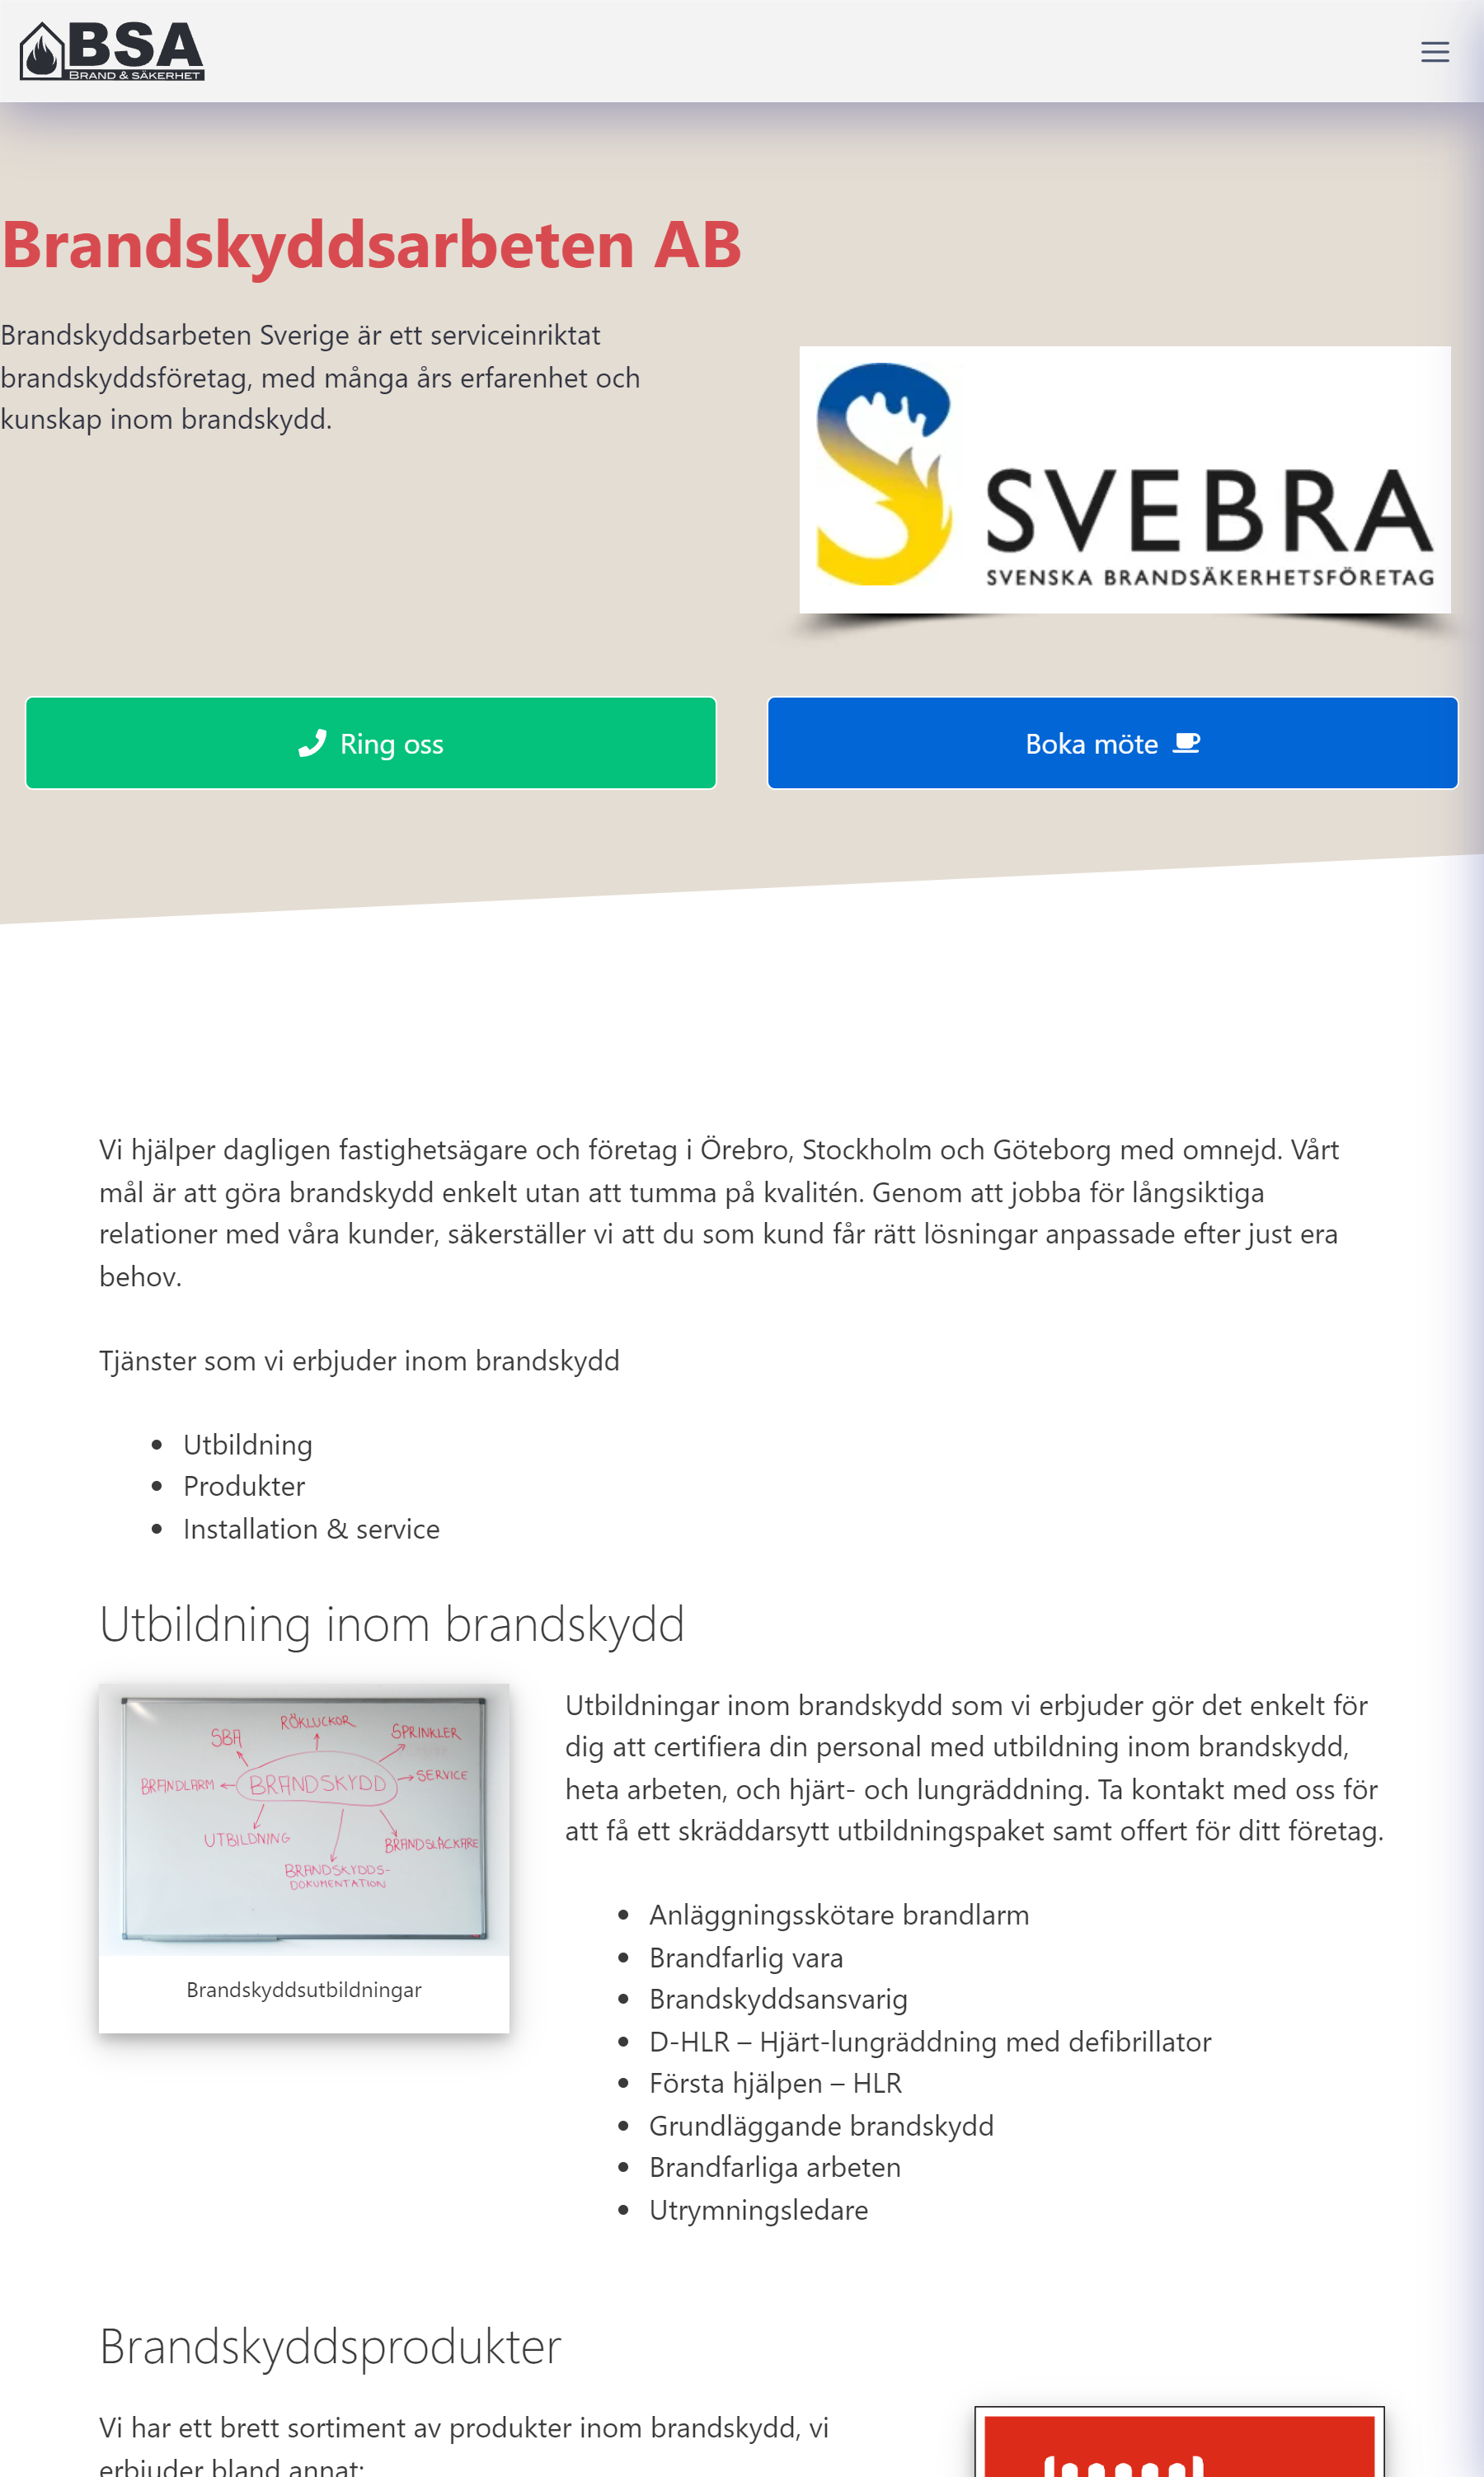 BSA
BRAND & SÄKERHET
Brandskyddsarbeten AB
Brandskyddsarbeten Sverige är ett serviceinriktat
brandskyddsföretag, med många års erfarenhet och
kunskap inom brandskydd.
SVEBRA
SVENSKA BRANDSÄKERHETSFÖRETAG
Ring oss
Boka möte
Vi hjälper dagligen fastighetsägare och företag i Örebro, Stockholm och Göteborg med omnejd. Vårt
mål är att göra brandskydd enkelt utan att tumma på kvalitén. Genom att jobba för långsiktiga
relationer med våra kunder, säkerställer vi att du som kund får rätt lösningar anpassade efter just era
behov.
Tjänster som vi erbjuder inom brandskydd
• Utbildning
• Produkter
• Installation & service
Utbildning inom brandskydd
RÖKLUCKOR
SBA
SPRINKLER
BRANDLARM
BRANDSKYDD
SERVICE
UTBILDNING
BRANDSLÄCKARE
BRANDSKYDDS-
DOKUMENTATION
Brandskyddsutbildningar
Utbildningar inom brandskydd som vi erbjuder gör det enkelt för
dig att certifiera din personal med utbildning inom brandskydd,
heta arbeten, och hjärt- och lungräddning. Ta kontakt med oss för
att få ett skräddarsytt utbildningspaket samt offert för ditt företag.
• Anläggningsskötare brandlarm
• Brandfarlig vara
• Brandskyddsansvarig
• D-HLR – Hjärt-lungräddning med defibrillator
• Första hjälpen – HLR
• Grundläggande brandskydd
• Brandfarliga arbeten
• Utrymningsledare
Brandskyddsprodukter
Vi har ett brett sortiment av produkter inom brandskydd, vi
erbjuder bland annat: